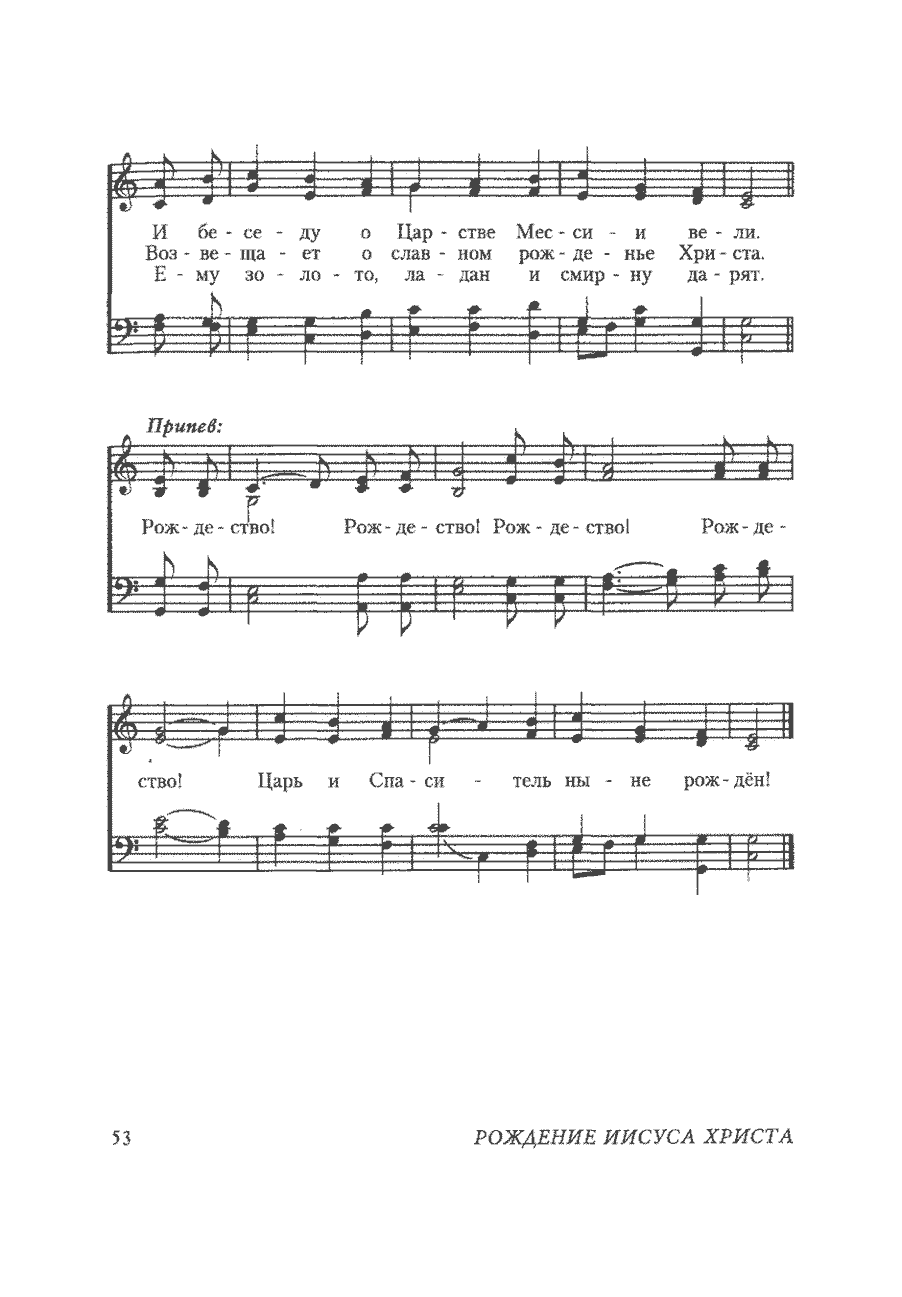 И бе - се - ду о Цар - стве Мес - си - и ве - ли.
Воз - ве - ща - ет о слав - ном рож - де - нье Хри - ста.
Е - му зо - ло - то, ла - дан и смир - ну да - рят.
Припев:
Рож - де - ство! Рож - де - ство! Рож - де - ство! Рож - де -
ство! Царь и Спа - си - тель ны - не рож - дён!
53 РОЖДЕНИЕ ИИСУСА ХРИСТА